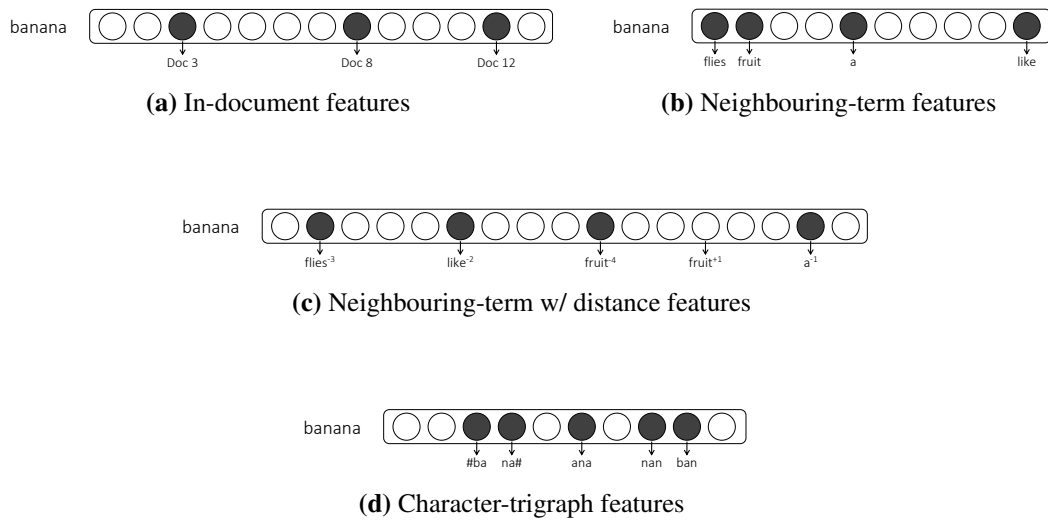 banana
Doc 3 Doc 8 Doc 12
(a) In-document features
banana
flies fruit a like
(b) Neighbouring-term features
banana
flies⁻³ like⁻² fruit⁻⁴ fruit⁺¹ a⁻¹
(c) Neighbouring-term w/ distance features
banana
#ba na# ana nan ban
(d) Character-trigraph features